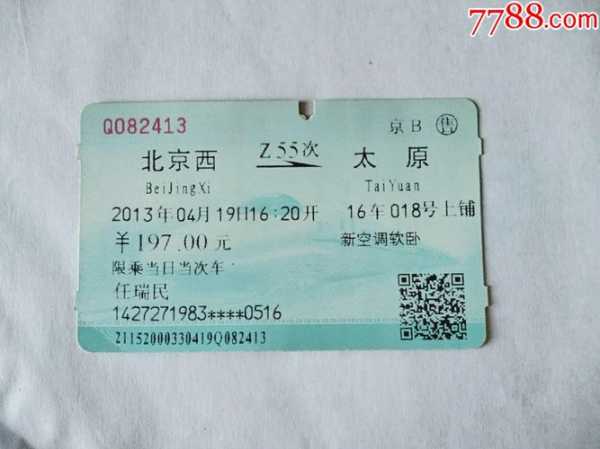 7788.com
Q082413 京B 售
北京西 Z55次 太原
BeiJingXi TaiYuan
2013年04月19日16:20开 16车018号上铺
￥197.00元 新空调软卧
限乘当日当次车
任瑞民
1427271983****0516
21152000330419Q082413